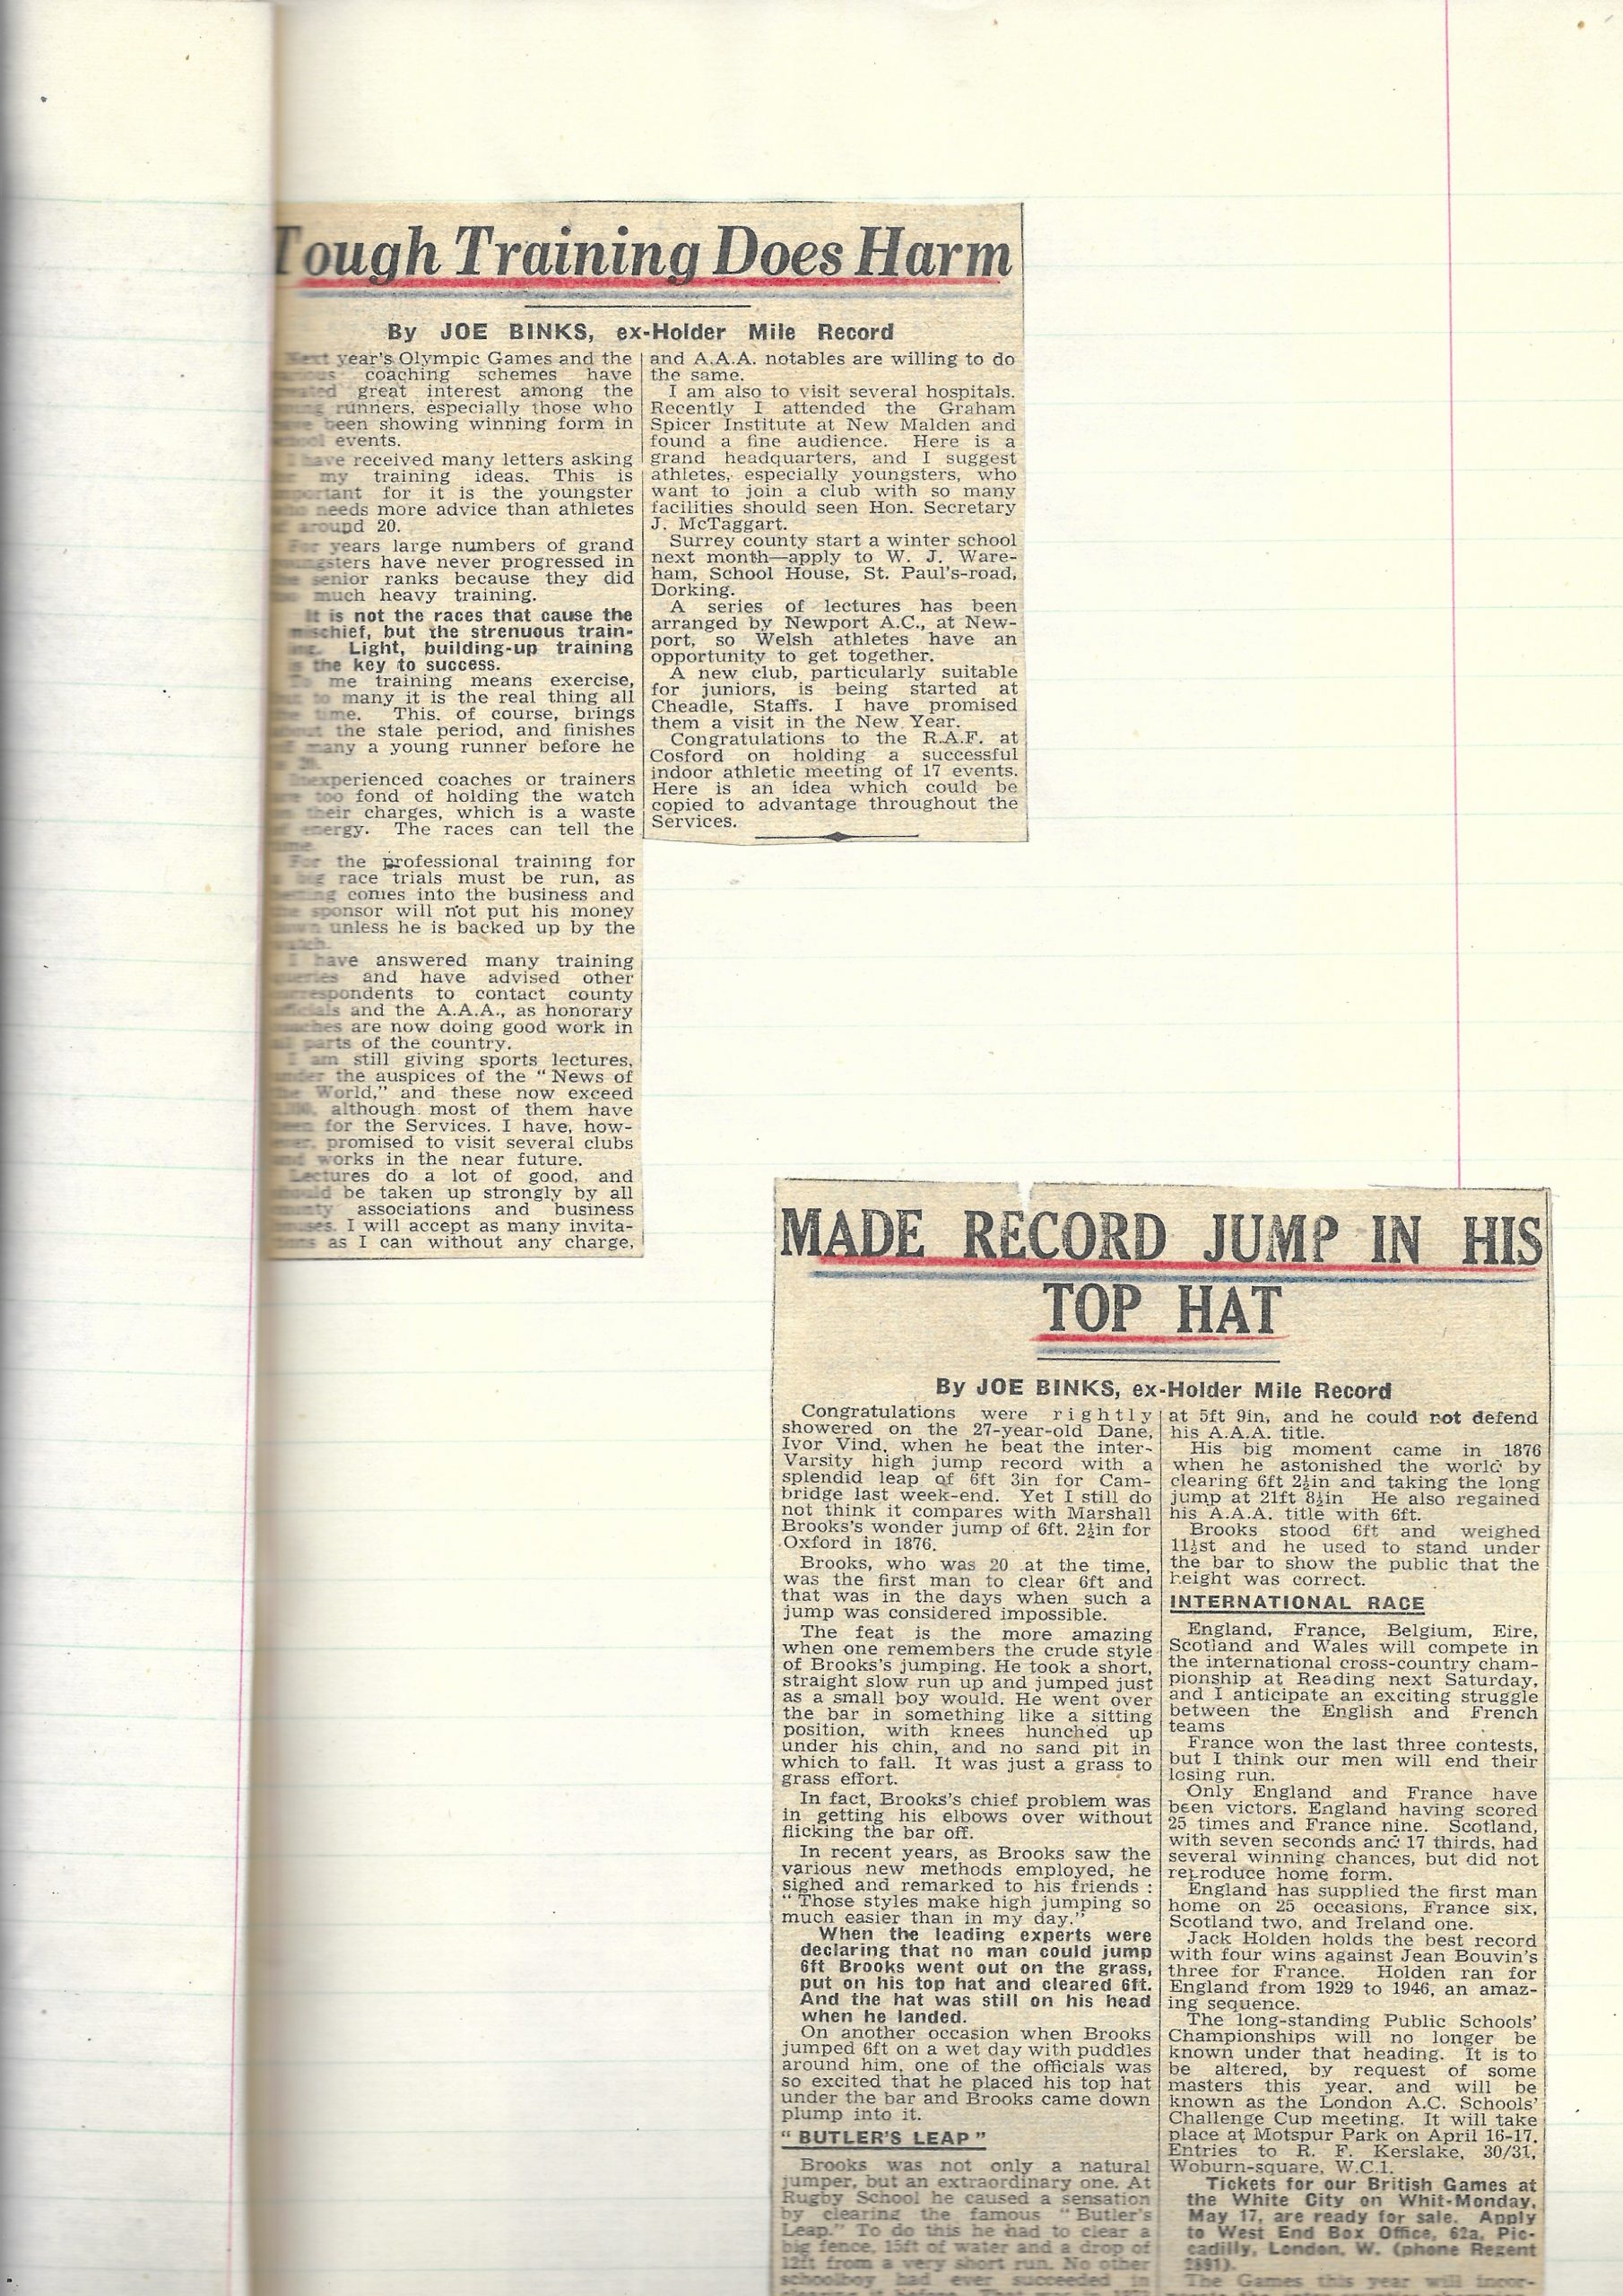 Tough Training Does Harm
By JOE BINKS, ex-Holder Mile Record
year's Olympic Games and the
coaching schemes have
great interest among the
runners, especially those who
been showing winning form in
events.
I have received many letters asking
my training ideas. This is
for it is the youngster
needs more advice than athletes
around 20.
For years large numbers of grand
have never progressed in
senior ranks because they did
much heavy training.
It is not the races that cause the
mischief, but the strenuous train-
ing. Light, building-up training
is the key to success.
To me training means exercise,
but to many it is the real thing all
the time. This, of course, brings
the stale period, and finishes
many a young runner before he
20.
Inexperienced coaches or trainers
are too fond of holding the watch
their charges, which is a waste
energy. The races can tell the
For the professional training for
big race trials must be run, as
comes into the business and
sponsor will not put his money
unless he is backed up by the
I have answered many training
and have advised other
to contact county
and the A.A.A., as honorary
are now doing good work in
parts of the country.
I am still giving sports lectures,
the auspices of the "News of
World," and these now exceed
although most of them have
for the Services. I have, how-
promised to visit several clubs
works in the near future.
Lectures do a lot of good, and
be taken up strongly by all
associations and business
I will accept as many invita-
as I can without any charge,
and A.A.A. notables are willing to do
the same.
I am also to visit several hospitals.
Recently I attended the Graham
Spicer Institute at New Malden and
found a fine audience. Here is a
grand headquarters, and I suggest
athletes, especially youngsters, who
want to join a club with so many
facilities should seen Hon. Secretary
J. McTaggart.
Surrey county start a winter school
next month—apply to W. J. Ware-
ham, School House, St. Paul's-road,
Dorking.
A series of lectures has been
arranged by Newport A.C., at New-
port, so Welsh athletes have an
opportunity to get together.
A new club, particularly suitable
for juniors, is being started at
Cheadle, Staffs. I have promised
them a visit in the New Year.
Congratulations to the R.A.F. at
Cosford on holding a successful
indoor athletic meeting of 17 events.
Here is an idea which could be
copied to advantage throughout the
Services.
MADE RECORD JUMP IN HIS
TOP HAT
By JOE BINKS, ex-Holder Mile Record
Congratulations were rightly
showered on the 27-year-old Dane,
Ivor Vind, when he beat the inter-
Varsity high jump record with a
splendid leap of 6ft 3in for Cam-
bridge last week-end. Yet I still do
not think it compares with Marshall
Brooks's wonder jump of 6ft. 2½in for
Oxford in 1876.
Brooks, who was 20 at the time,
was the first man to clear 6ft and
that was in the days when such a
jump was considered impossible.
The feat is the more amazing
when one remembers the crude style
of Brooks's jumping. He took a short,
straight slow run up and jumped just
as a small boy would. He went over
the bar in something like a sitting
position, with knees hunched up
under his chin, and no sand pit in
which to fall. It was just a grass to
grass effort.
In fact, Brooks's chief problem was
in getting his elbows over without
flicking the bar off.
In recent years, as Brooks saw the
various new methods employed, he
sighed and remarked to his friends :
"Those styles make high jumping so
much easier than in my day."
When the leading experts were
declaring that no man could jump
6ft Brooks went out on the grass,
put on his top hat and cleared 6ft.
And the hat was still on his head
when he landed.
On another occasion when Brooks
jumped 6ft on a wet day with puddles
around him, one of the officials was
so excited that he placed his top hat
under the bar and Brooks came down
plump into it.
"BUTLER'S LEAP"
Brooks was not only a natural
jumper, but an extraordinary one. At
Rugby School he caused a sensation
by clearing the famous "Butler's
Leap." To do this he had to clear a
big fence, 15ft of water and a drop of
12ft from a very short run. No other
schoolboy had ever succeeded
at 5ft 9in, and he could not defend
his A.A.A. title.
His big moment came in 1876
when he astonished the world by
clearing 6ft 2½in and taking the long
jump at 21ft 8½in He also regained
his A.A.A. title with 6ft.
Brooks stood 6ft and weighed
11½st and he used to stand under
the bar to show the public that the
height was correct.
INTERNATIONAL RACE
England, France, Belgium, Eire,
Scotland and Wales will compete in
the international cross-country cham-
pionship at Reading next Saturday,
and I anticipate an exciting struggle
between the English and French
teams
France won the last three contests,
but I think our men will end their
losing run.
Only England and France have
been victors, England having scored
25 times and France nine. Scotland,
with seven seconds and 17 thirds, had
several winning chances, but did not
reproduce home form.
England has supplied the first man
home on 25 occasions, France six,
Scotland two, and Ireland one.
Jack Holden holds the best record
with four wins against Jean Bouvin's
three for France. Holden ran for
England from 1929 to 1946, an amaz-
ing sequence.
The long-standing Public Schools'
Championships will no longer be
known under that heading. It is to
be altered, by request of some
masters this year, and will be
known as the London A.C. Schools'
Challenge Cup meeting. It will take
place at Motspur Park on April 16-17.
Entries to R. F. Kerslake, 30/31,
Woburn-square, W.C.1.
Tickets for our British Games at
the White City on Whit-Monday,
May 17, are ready for sale. Apply
to West End Box Office, 62a, Pic-
cadilly, London, W. (phone Regent
2891).
The Games this year will incor-